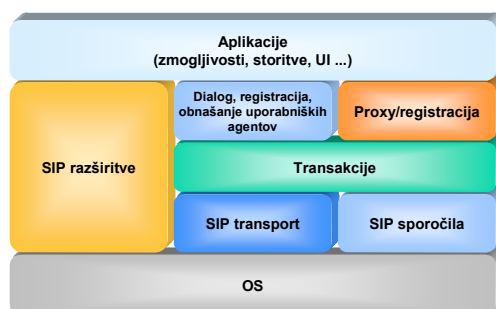 Aplikacije
(zmogljivosti, storitve, UI ...)
SIP razširitve
Dialog, registracija,
obnašanje uporabniških
agentov
Proxy/registracija
Transakcije
SIP transport
SIP sporočila
OS